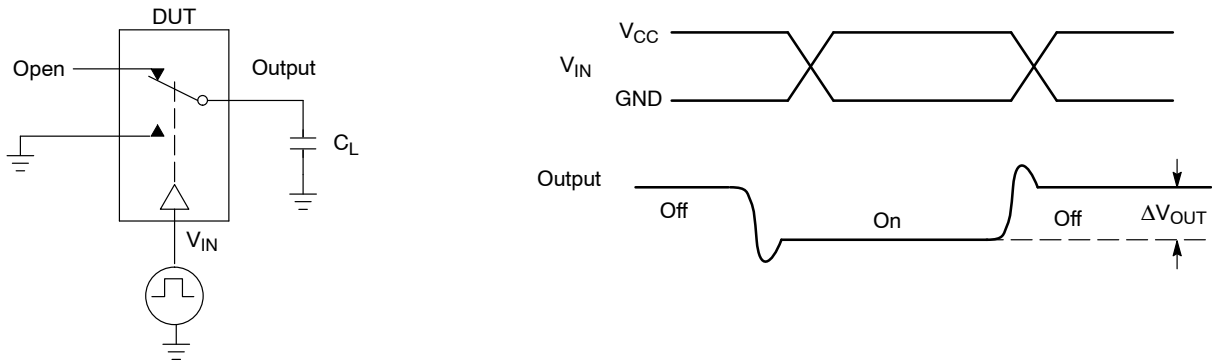 DUT
Open
Output
C_L
V_IN
V_IN
V_CC
GND
Output
Off
On
Off
ΔV_OUT